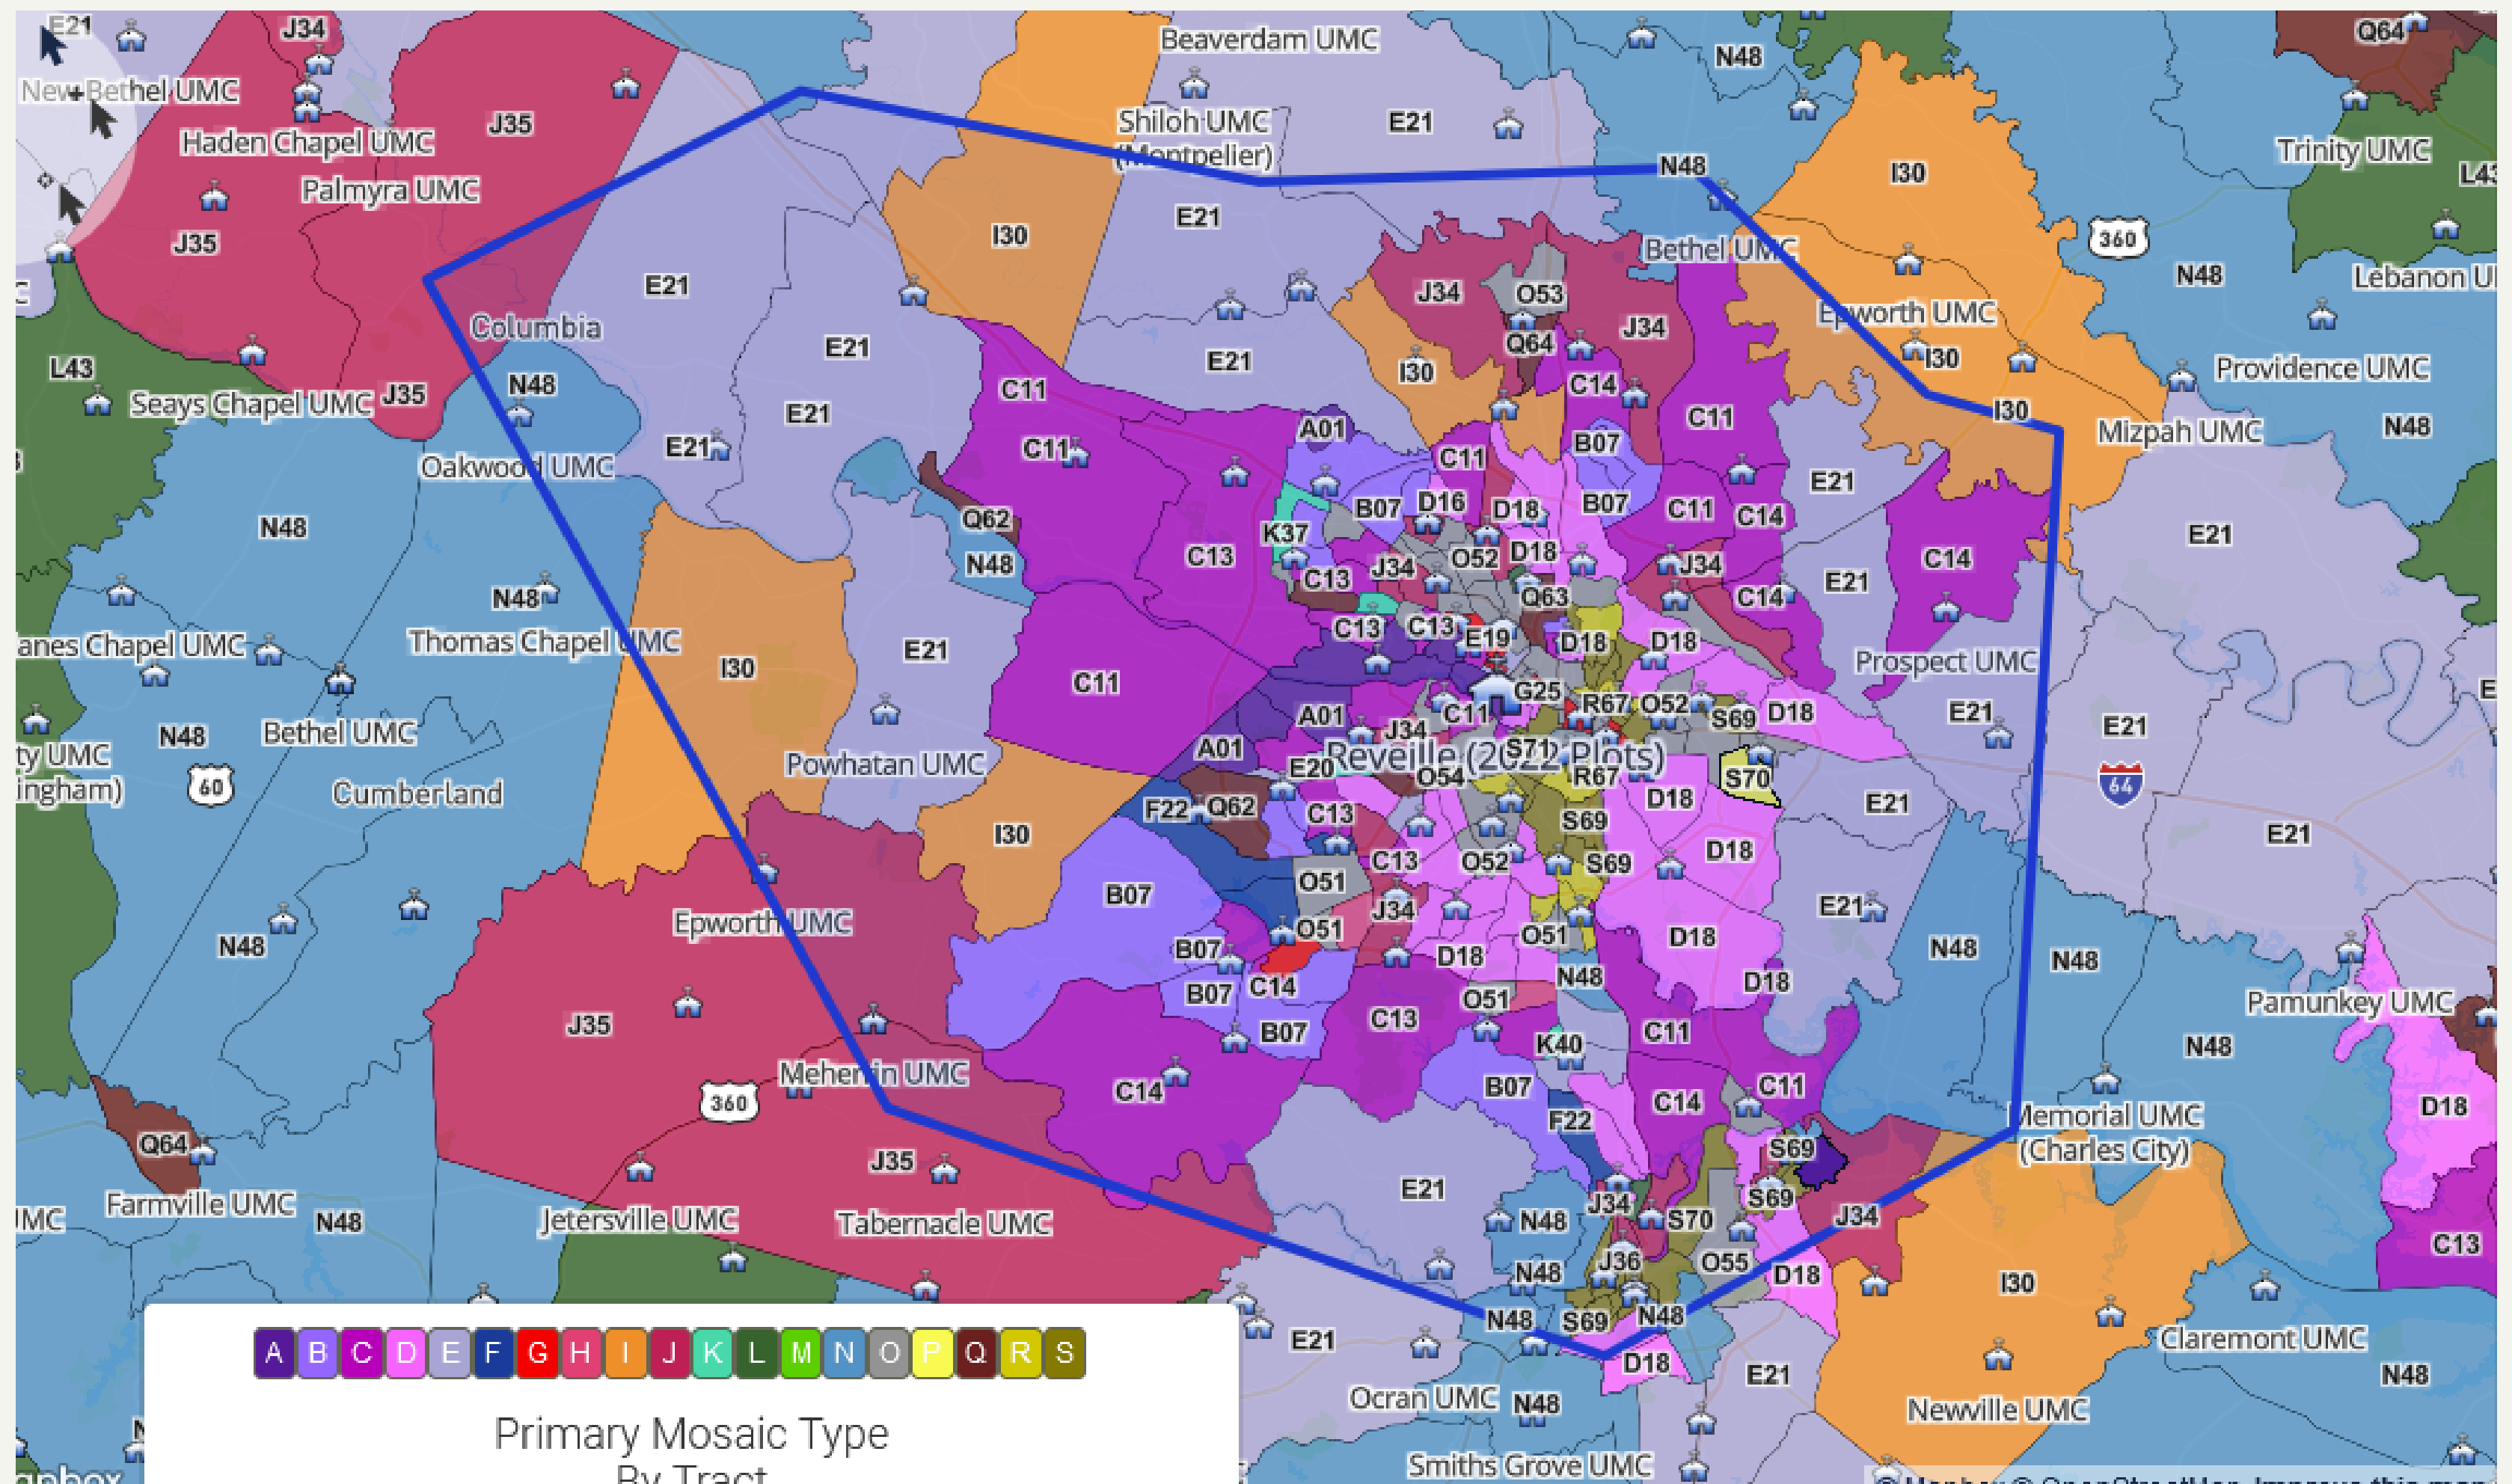 E21
J34
Beaverdam UMC
N48
Q64
New Bethel UMC
Haden Chapel UMC
J35
Shiloh UMC
(Montpelier)
E21
Trinity UMC
N48
I30
L43
Palmyra UMC
J35
E21
I30
Bethel UMC
360
N48
Lebanon U
E21
J34
O53
Epworth UMC
Columbia
J34
Q64
E21
E21
I30
I30
L43
N48
J35
Seays Chapel UMC
C11
C14
Providence UMC
E21
C11
I30
N48
Mizpah UMC
A01
B07
E21
C11
C11
Oakwood UMC
E21
Q62
B07
D16
D18
B07
C11
C14
N48
K37
E21
C13
O52
D18
N48
C13
J34
J34
C14
E21
C14
N48
Q63
C13
C13
E19
D18
D18
anes Chapel UMC
Thomas Chapel UMC
E21
Prospect UMC
I30
C11
G25
R67
O52
S69
D18
E21
E21
N48
Bethel UMC
A01
C11
J34
A01
S71
Reveille (2022 Plots)
ty UMC
ingham)
60
Powhatan UMC
E20
O54
R67
S70
64
Cumberland
F22
Q62
C13
D18
E21
I30
S69
E21
C13
O52
S69
D18
B07
O51
E21
Epworth UMC
J34
O51
O51
D18
N48
B07
D18
N48
N48
N48
D18
C14
B07
O51
Pamunkey UMC
J35
C13
B07
C11
K40
N48
Meherrin UMC
C14
B07
C11
360
C14
D18
F22
Memorial UMC
(Charles City)
Q64
S69
J35
E21
S69
Farmville UMC
J34
N48
Jetersville UMC
Tabernacle UMC
N48
S70
J34
C13
J36
O55
N48
D18
I30
N48
S69
N48
E21
Claremont UMC
A B C D E F G H I J K L M N O P Q R S
D18
E21
N48
Ocran UMC
N48
Newville UMC
Primary Mosaic Type
Smiths Grove UMC
By Tract